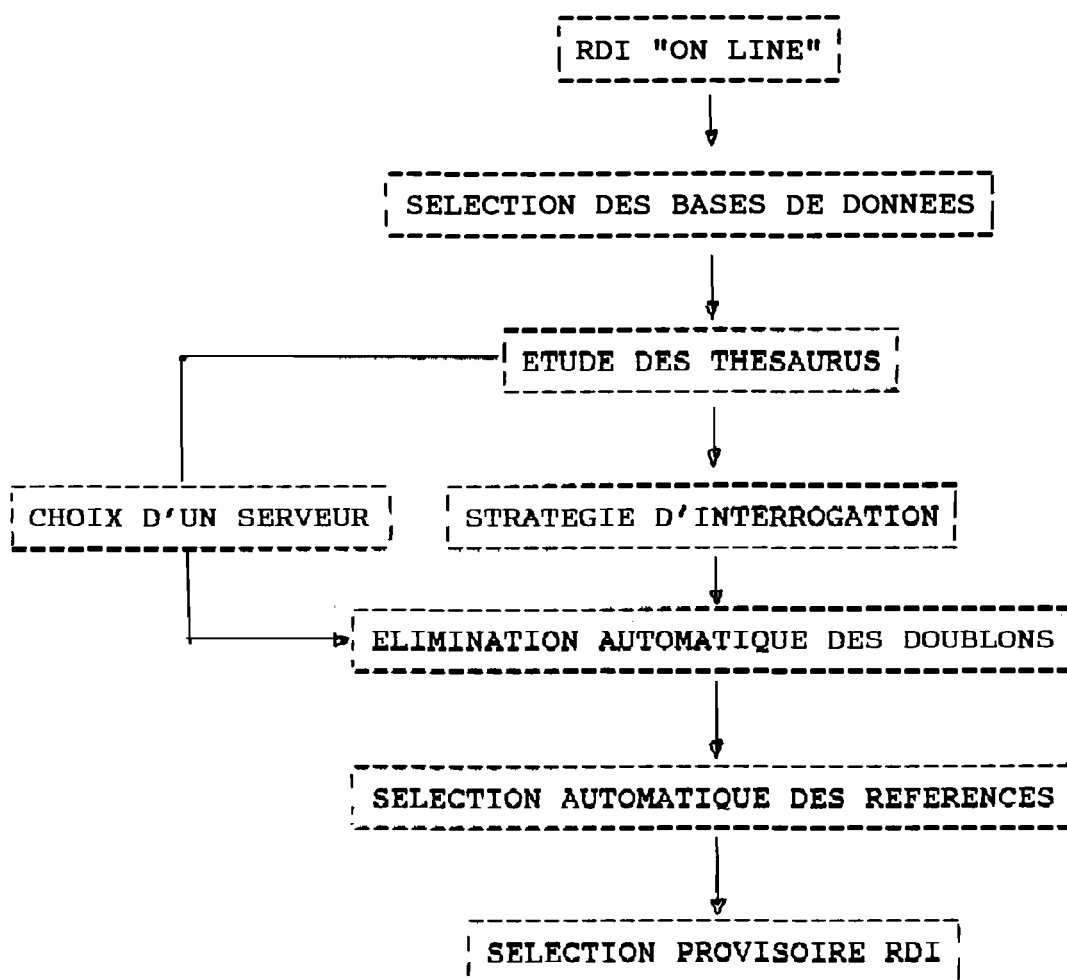 RDI "ON LINE"
SELECTION DES BASES DE DONNEES
ETUDE DES THESAURUS
CHOIX D'UN SERVEUR
STRATEGIE D'INTERROGATION
ELIMINATION AUTOMATIQUE DES DOUBLONS
SELECTION AUTOMATIQUE DES REFERENCES
SELECTION PROVISOIRE RDI